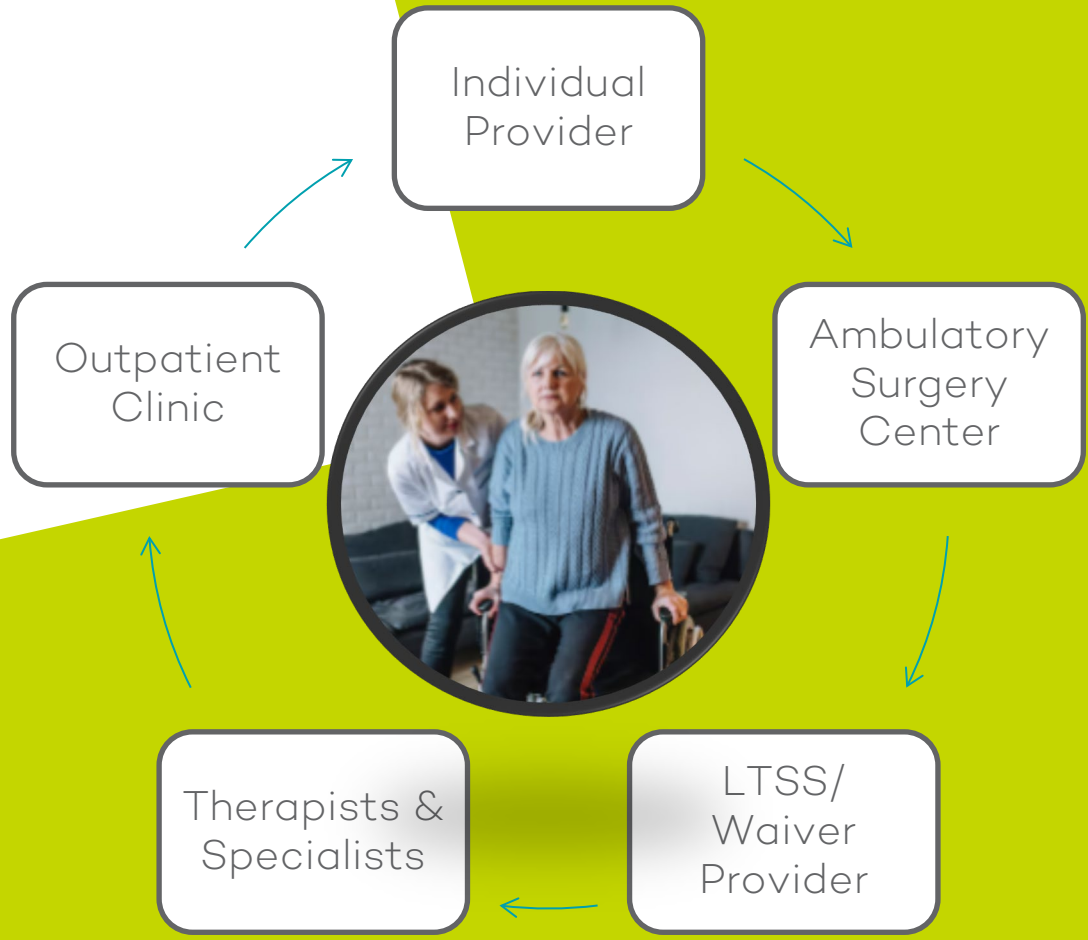 Individual
Provider
Ambulatory
Surgery
Center
LTSS/
Waiver
Provider
Therapists &
Specialists
Outpatient
Clinic